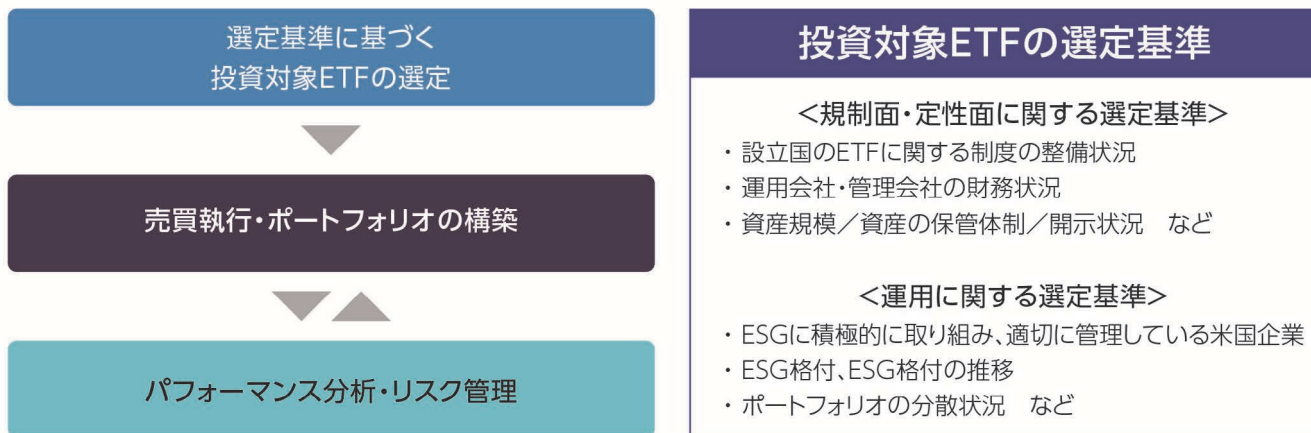 選定基準に基づく
投資対象ETFの選定
売買執行・ポートフォリオの構築
パフォーマンス分析・リスク管理
投資対象ETFの選定基準
<規制面・定性面に関する選定基準>
・ 設立国のETFに関する制度の整備状況
・ 運用会社・管理会社の財務状況
・ 資産規模／資産の保管体制／開示状況　など
<運用に関する選定基準>
・ ESGに積極的に取り組み、適切に管理している米国企業
・ ESG格付、ESG格付の推移
・ ポートフォリオの分散状況　など